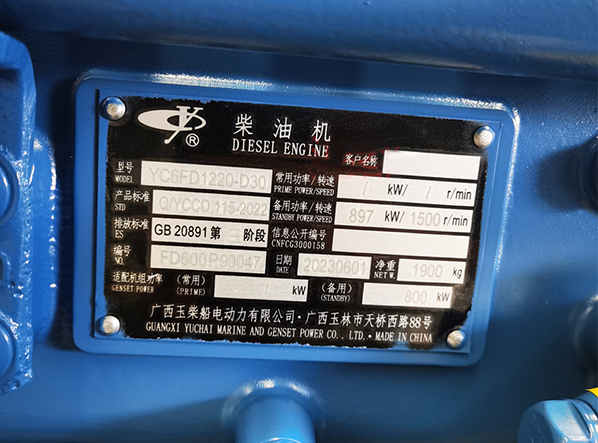 柴油机
®
DIESEL ENGINE
客户名称
型号 YC6FD1220-D30 常用功率/转速 / kW/ / r/min
MODEL PRIME POWER/SPEED
产品标准 Q/YCCD 115-2022 备用功率/转速 897 kW/ 1500 r/min
STD STANDBY POWER/SPEED
排放标准 GB 20891 第三阶段 信息公开编号
ES CNFCG3000158
编号 FD600P90047 日期 20230601 净重 1900 kg
NO. DATE NET W.
适配机组功率 (常用) / kW (备用) 800 kW
GENSET POWER (PRIME) (STANDBY)
广西玉柴船电动力有限公司·广西玉林市天桥西路88号
GUANGXI YUCHAI MARINE AND GENSET POWER CO., LTD.·MADE IN CHINA